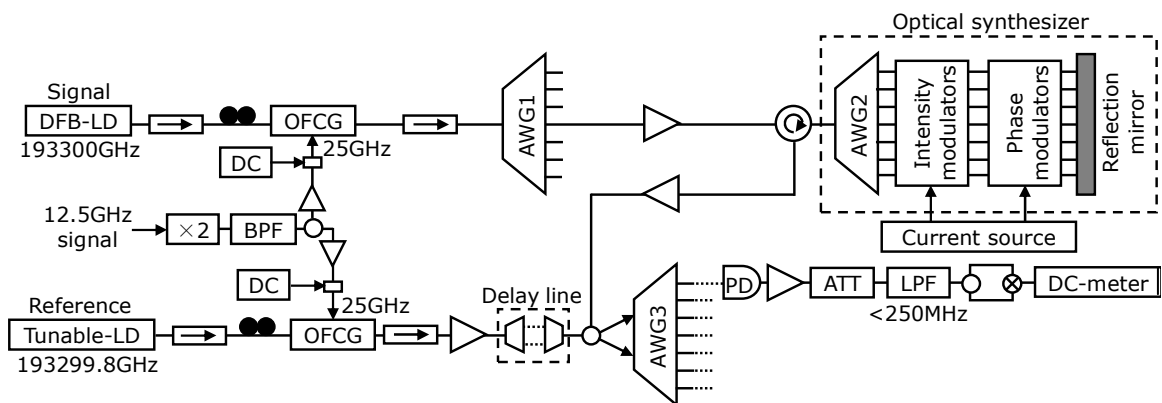 Optical synthesizer
Signal
DFB-LD
193300GHz
OFCG
25GHz
DC
AWG1
AWG2
Intensity
modulators
Phase
modulators
Reflection
mirror
12.5GHz
signal
×2
BPF
Current source
DC
25GHz
Reference
Tunable-LD
193299.8GHz
OFCG
Delay line
AWG3
PD
ATT
LPF
<250MHz
DC-meter